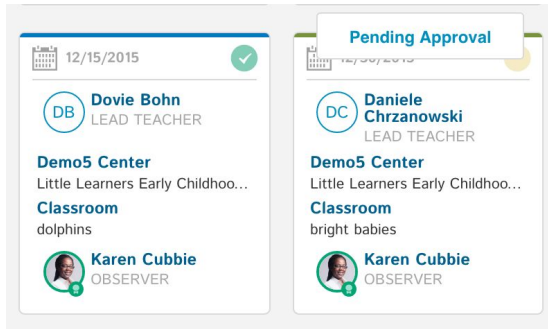 12/15/2015
DB
Dovie Bohn
LEAD TEACHER
Demo5 Center
Little Learners Early Childhoo...
Classroom
dolphins
Karen Cubbie
OBSERVER
Pending Approval
DC
Daniele
Chrzanowski
LEAD TEACHER
Demo5 Center
Little Learners Early Childhoo...
Classroom
bright babies
Karen Cubbie
OBSERVER